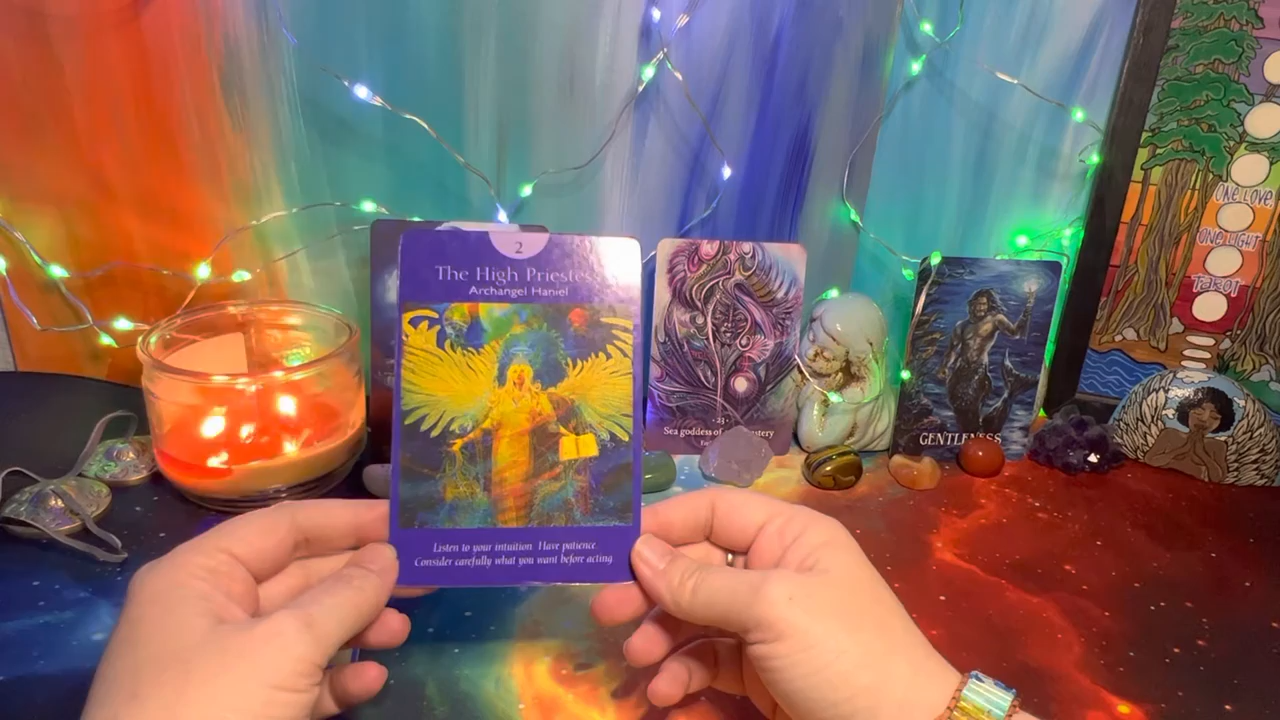 2
The High Priestess
Archangel Haniel
Listen to your intuition. Have patience.
Consider carefully what you want before acting.
· 23 ·
Sea goddess of mystery
GENTLENESS
ONE LOVE,
ONE LIGHT
Tarot